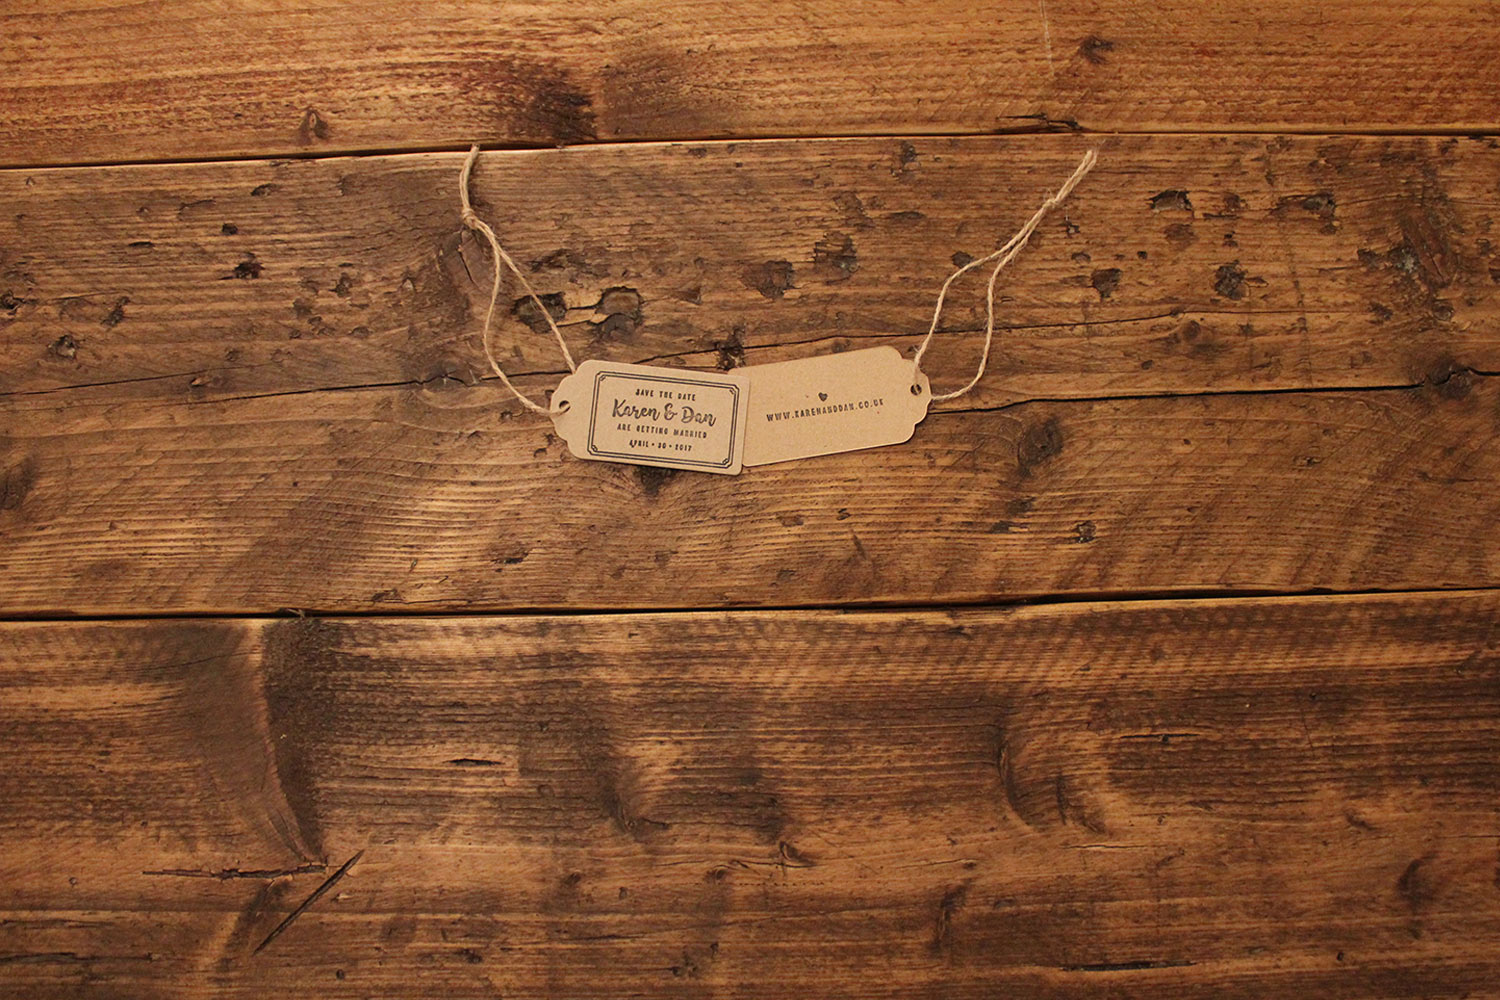 SAVE THE DATE
Karen & Dan
ARE GETTING MARRIED
APRIL • 30 • 2017
WWW.KARENANDDAN.CO.UK